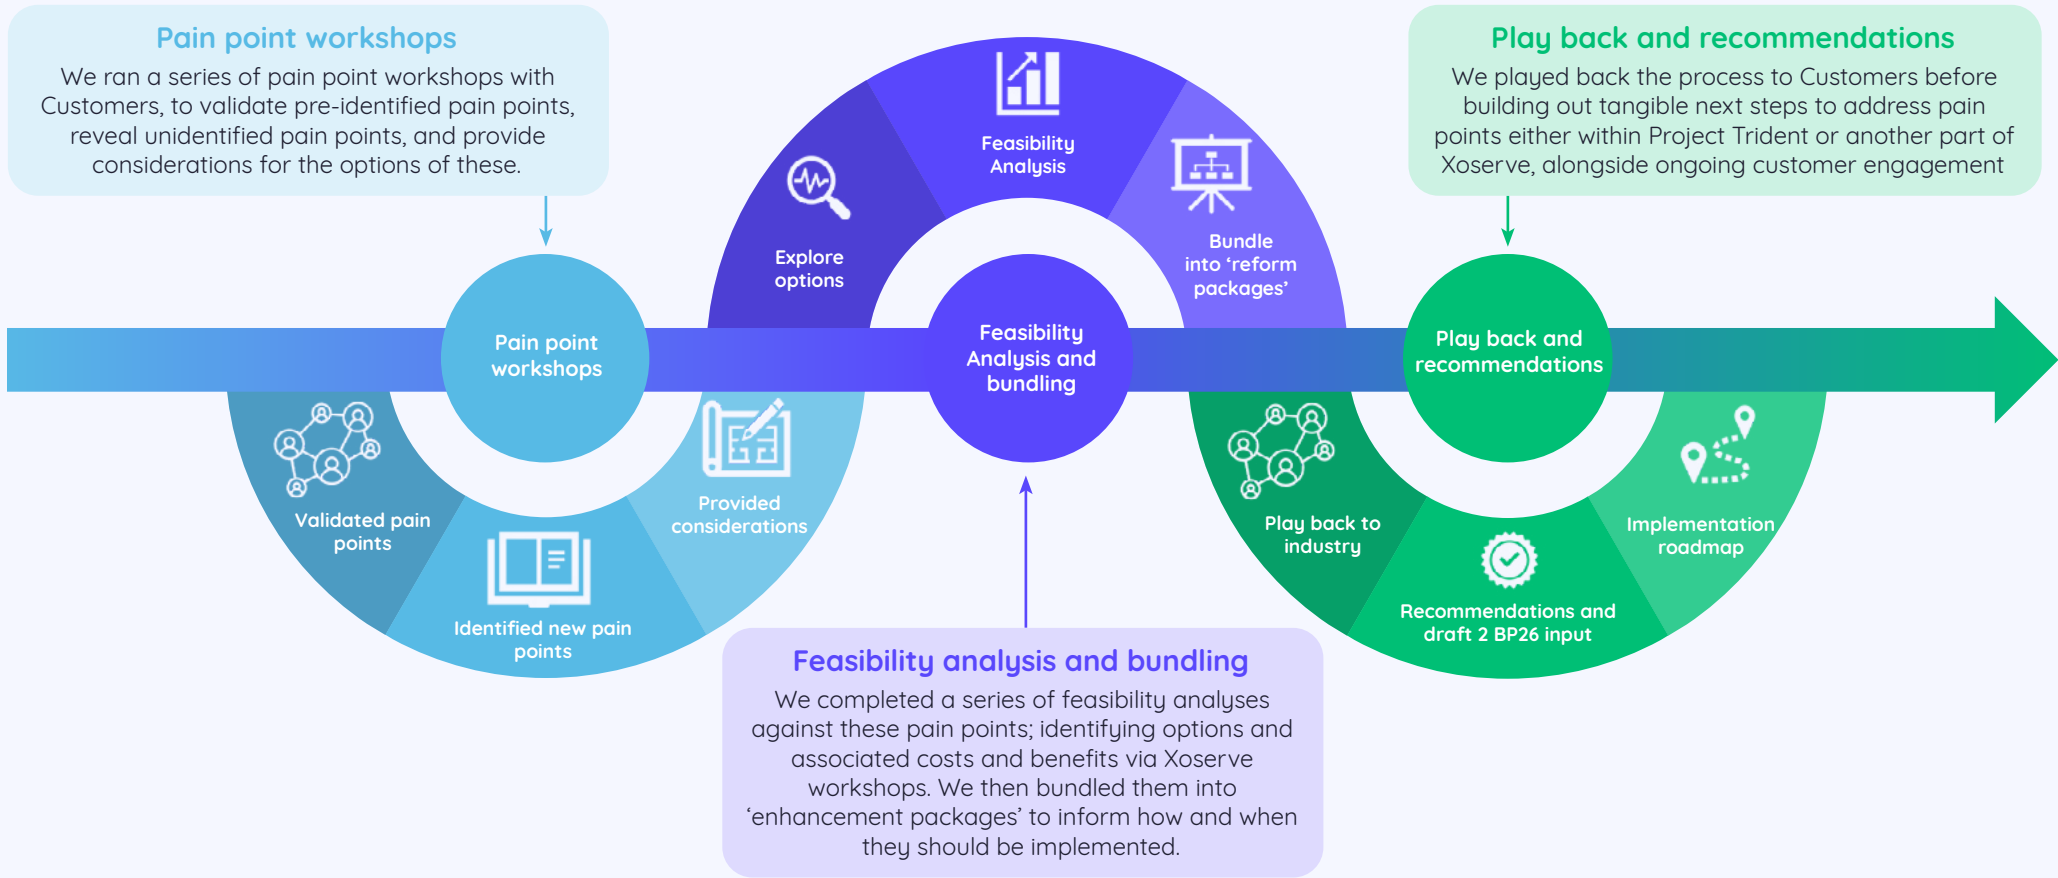 Pain point workshops
We ran a series of pain point workshops with
Customers, to validate pre-identified pain points,
reveal unidentified pain points, and provide
considerations for the options of these.
Play back and recommendations
We played back the process to Customers before
building out tangible next steps to address pain
points either within Project Trident or another part of
Xoserve, alongside ongoing customer engagement
Explore
options
Feasibility
Analysis
Bundle
into ‘reform
packages’
Pain point
workshops
Feasibility
Analysis and
bundling
Play back and
recommendations
Validated pain
points
Identified new pain
points
Provided
considerations
Play back to
industry
Recommendations and
draft 2 BP26 input
Implementation
roadmap
Feasibility analysis and bundling
We completed a series of feasibility analyses
against these pain points; identifying options and
associated costs and benefits via Xoserve
workshops. We then bundled them into
‘enhancement packages’ to inform how and when
they should be implemented.